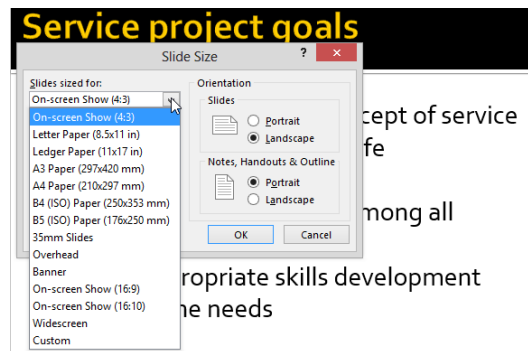 Service project goals
Slide Size
? ×
Slides sized for:
On-screen Show (4:3)
On-screen Show (4:3)
Letter Paper (8.5x11 in)
Ledger Paper (11x17 in)
A3 Paper (297x420 mm)
A4 Paper (210x297 mm)
B4 (ISO) Paper (250x353 mm)
B5 (ISO) Paper (176x250 mm)
35mm Slides
Overhead
Banner
On-screen Show (16:9)
On-screen Show (16:10)
Widescreen
Custom
Orientation
Slides
Portrait
Landscape
Notes, Handouts & Outline
Portrait
Landscape
OK Cancel
cept of service
fe
mong all
ropriate skills development
ne needs